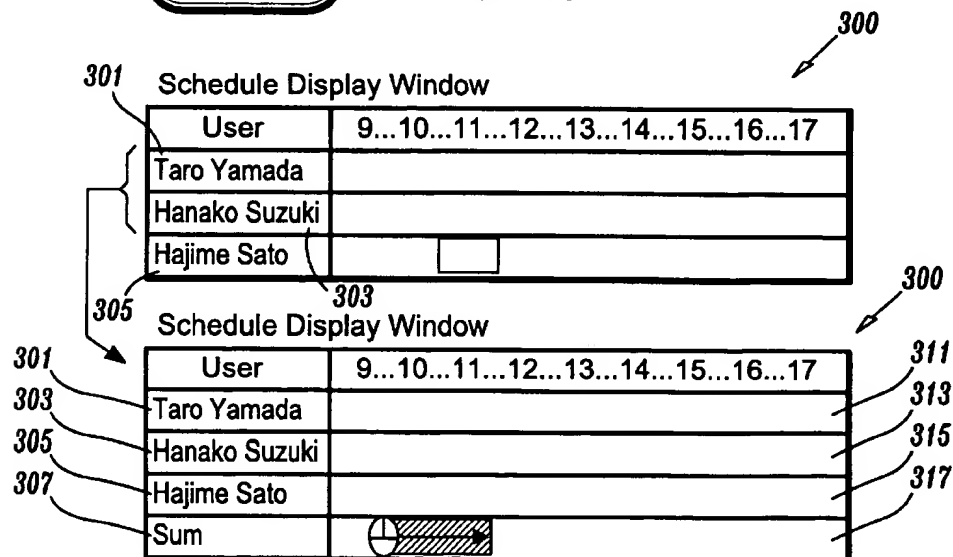 300
301
Schedule Display Window
User 9...10...11...12...13...14...15...16...17
Taro Yamada
Hanako Suzuki
Hajime Sato
305
303
300
Schedule Display Window
301 User 9...10...11...12...13...14...15...16...17 311
303 Taro Yamada 313
305 Hanako Suzuki 315
307 Hajime Sato 317
Sum